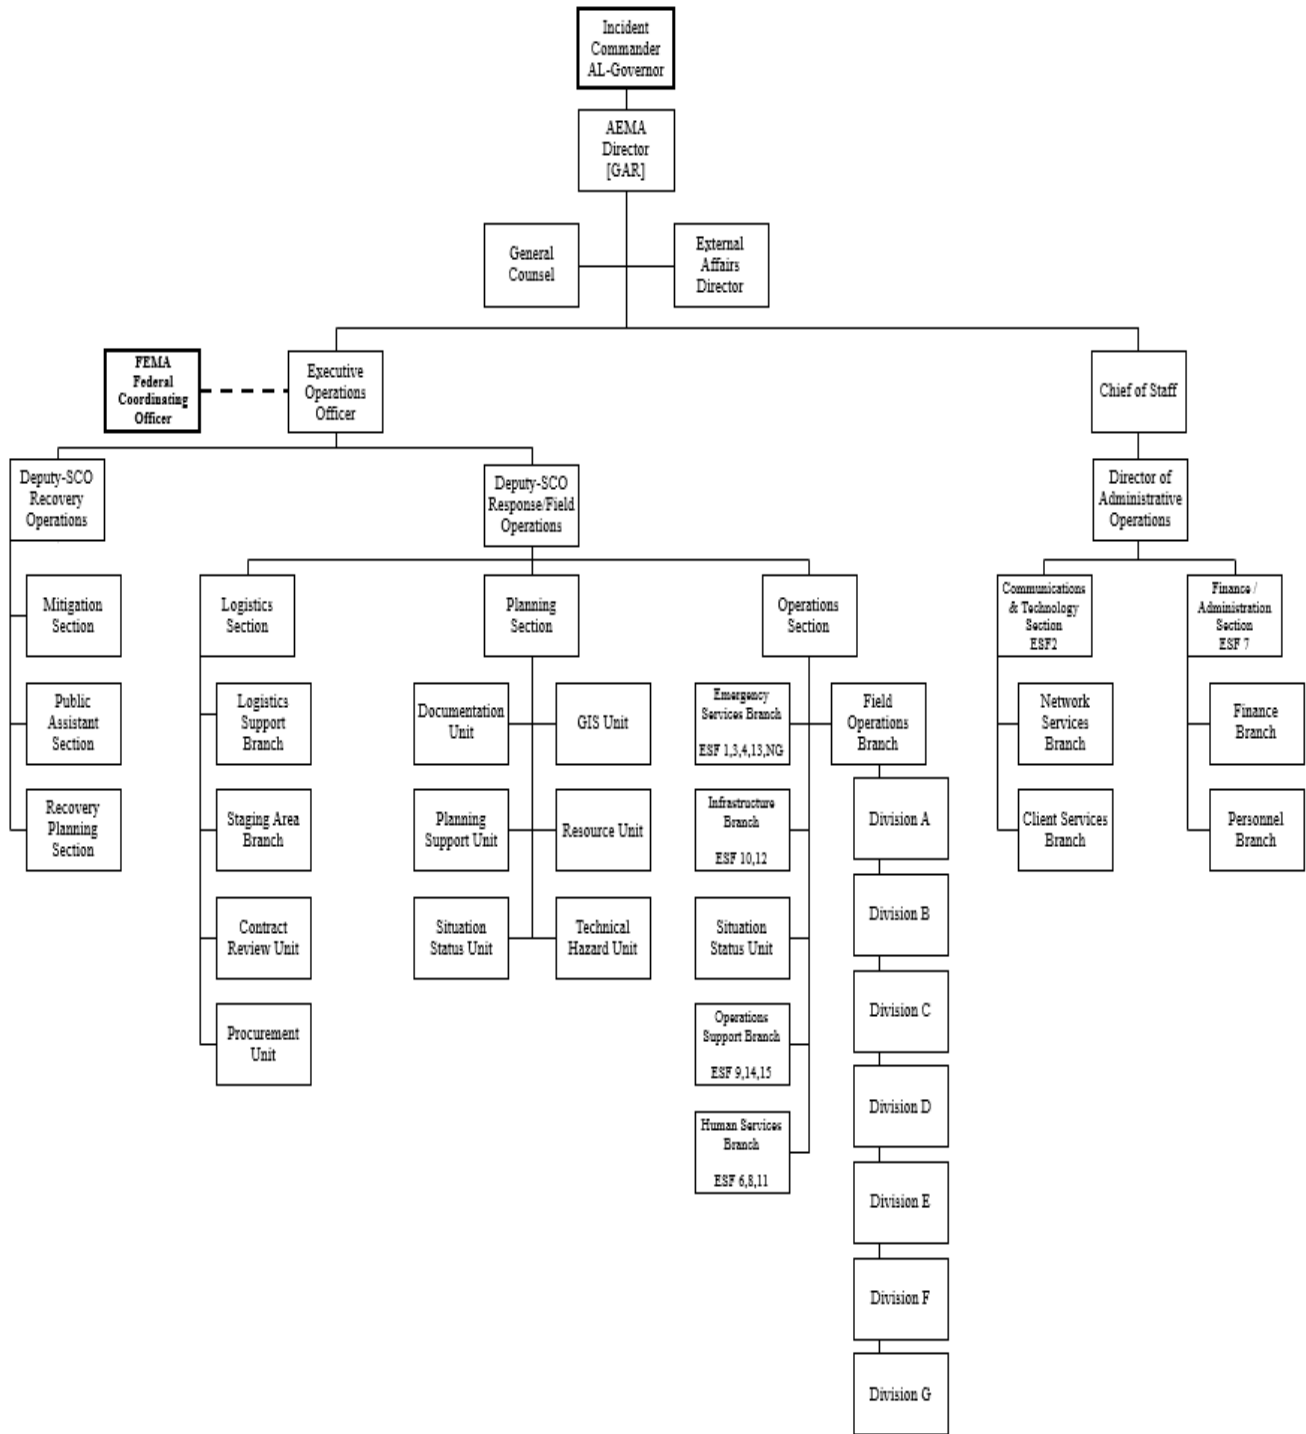 Incident
Commander
AL-Governor
AEMA
Director
[GAR]
General
Counsel
External
Affairs
Director
FEMA
Federal
Coordinating
Officer
Executive
Operations
Officer
Chief of Staff
Deputy-SCO
Recovery
Operations
Deputy-SCO
Response/Field
Operations
Director of
Administrative
Operations
Mitigation
Section
Logistics
Section
Planning
Section
Operations
Section
Communications
& Technology
Section
ESF2
Finance /
Administration
Section
ESF 7
Public
Assistant
Section
Logistics
Support
Branch
Documentation
Unit
GIS Unit
Emergency
Services Branch
ESF 1,3,4,13,NG
Field
Operations
Branch
Network
Services
Branch
Finance
Branch
Recovery
Planning
Section
Staging Area
Branch
Planning
Support Unit
Resource Unit
Infrastructure
Branch
ESF 10,12
Division A
Client Services
Branch
Personnel
Branch
Contract
Review Unit
Situation
Status Unit
Technical
Hazard Unit
Situation
Status Unit
Division B
Procurement
Unit
Operations
Support Branch
ESF 9,14,15
Division C
Human Services
Branch
ESF 6,8,11
Division D
Division E
Division F
Division G